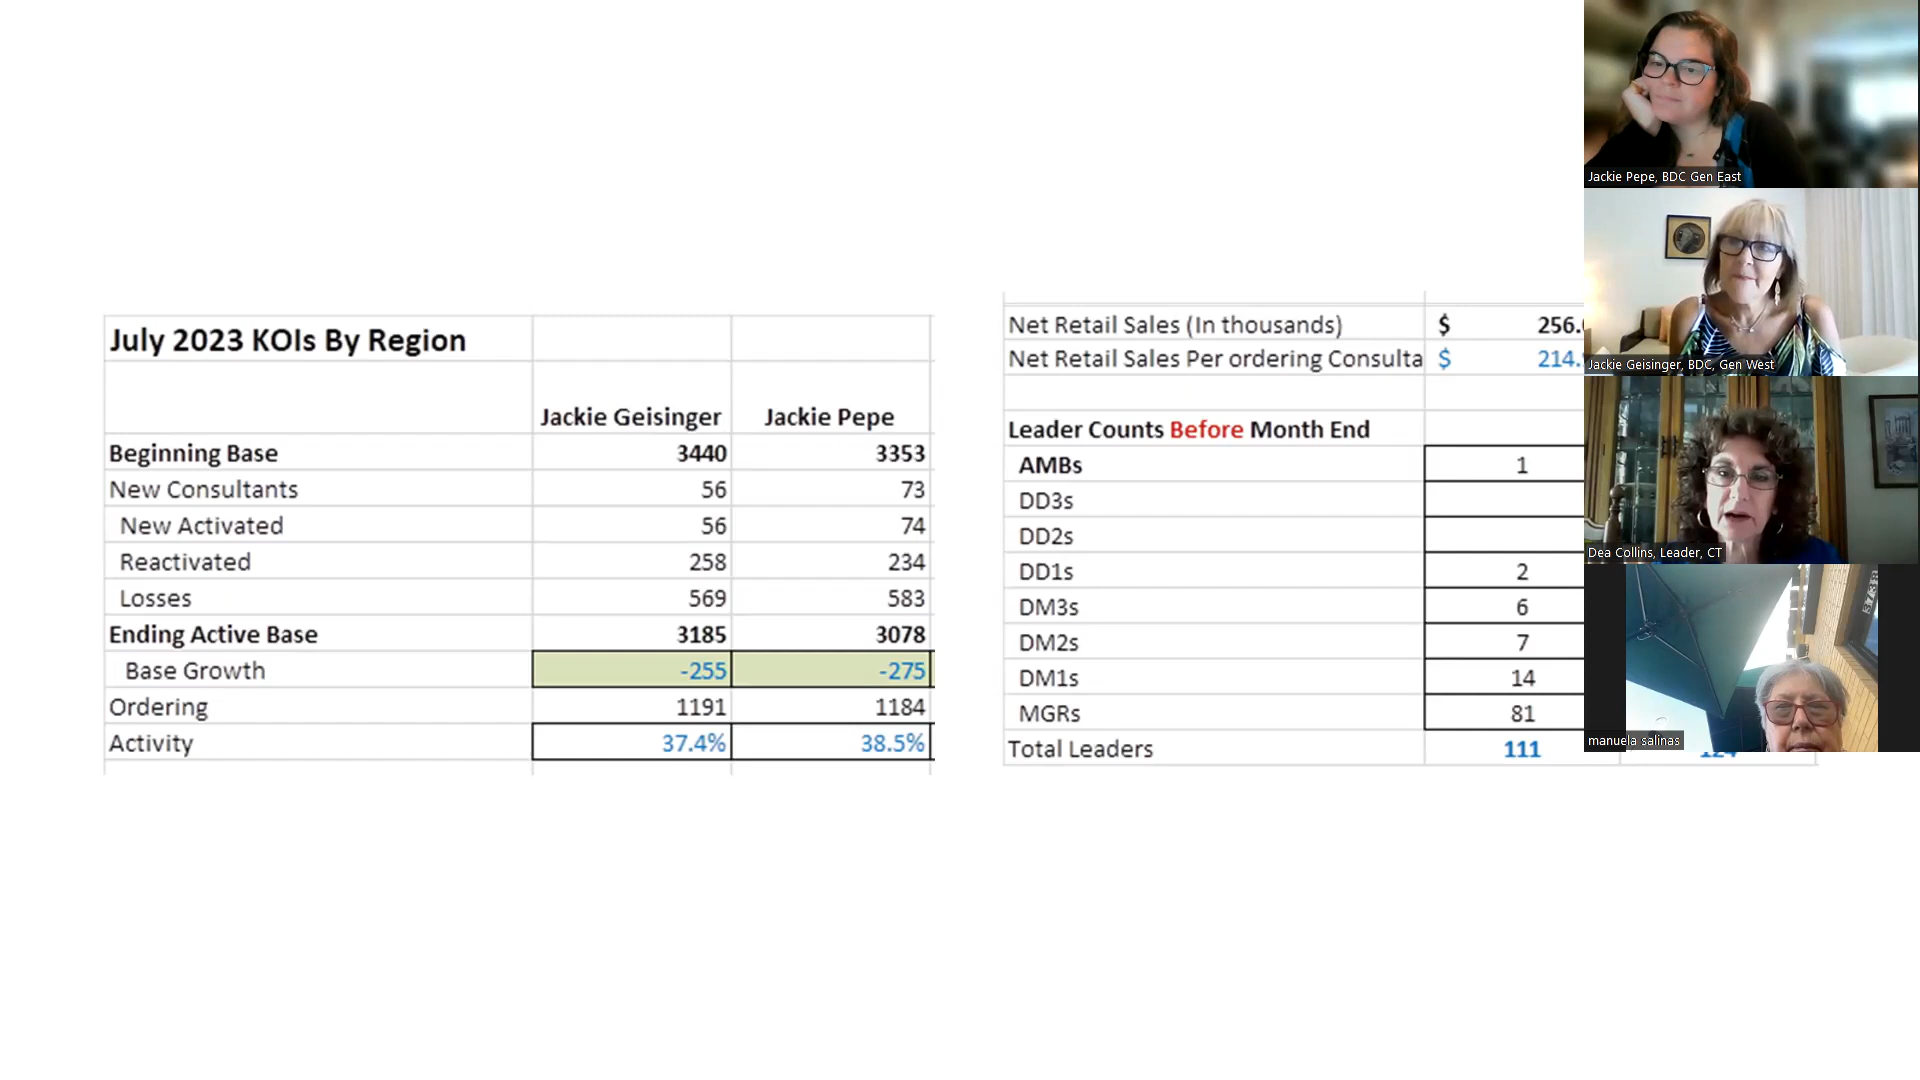 July 2023 KOIs By Region
Jackie Geisinger Jackie Pepe
Beginning Base 3440 3353
New Consultants 56 73
New Activated 56 74
Reactivated 258 234
Losses 569 583
Ending Active Base 3185 3078
Base Growth -255 -275
Ordering 1191 1184
Activity 37.4% 38.5%
Net Retail Sales (In thousands) $ 256.
Net Retail Sales Per ordering Consulta $ 214.
Leader Counts Before Month End
AMBs 1
DD3s
DD2s
DD1s 2
DM3s 6
DM2s 7
DM1s 14
MGRs 81
Total Leaders 111
Jackie Pepe, BDC Gen East
Jackie Geisinger, BDC, Gen West
Dea Collins, Leader, CT
manuela salinas